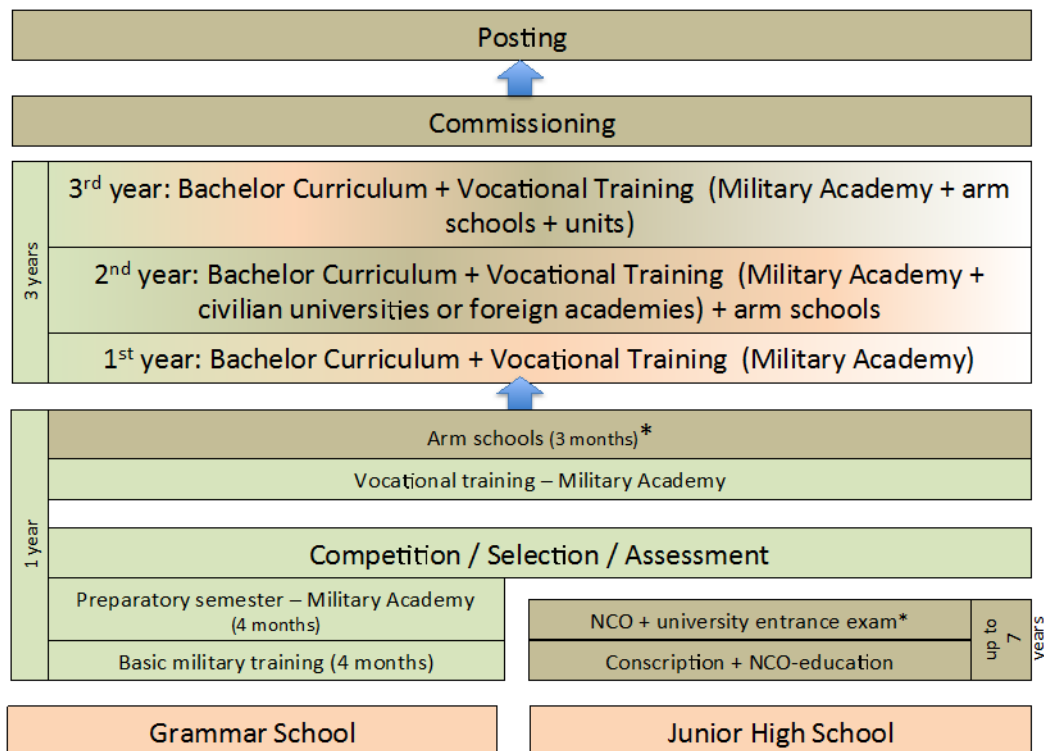 Posting
Commissioning
3 years
3rd year: Bachelor Curriculum + Vocational Training (Military Academy + arm
schools + units)
2nd year: Bachelor Curriculum + Vocational Training (Military Academy +
civilian universities or foreign academies) + arm schools
1st year: Bachelor Curriculum + Vocational Training (Military Academy)
1 year
Arm schools (3 months)*
Vocational training – Military Academy
Competition / Selection / Assessment
Preparatory semester – Military Academy
(4 months)
Basic military training (4 months)
NCO + university entrance exam*
Conscription + NCO-education
up to
7
years
Grammar School
Junior High School